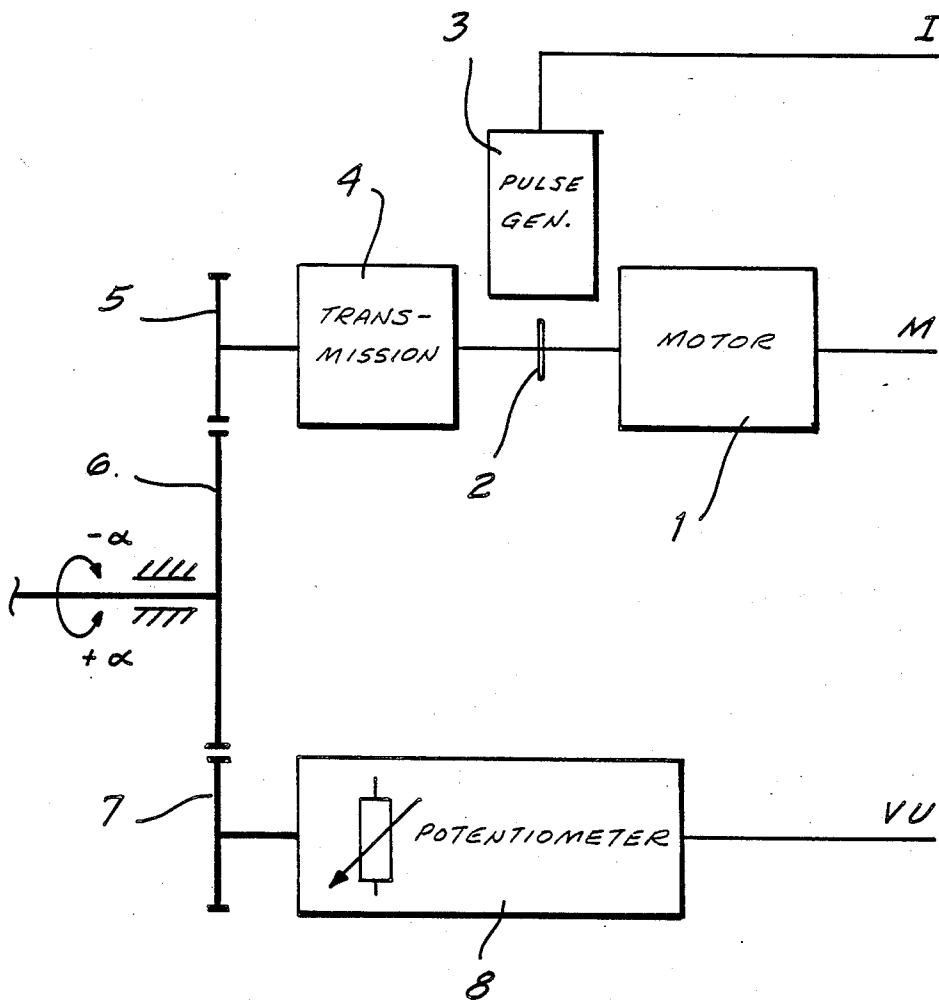 3
I
PULSE
GEN.
4
5
TRANS-
MISSION
MOTOR
M
2
1
6.
-α
+α
7
POTENTIOMETER
VU
8